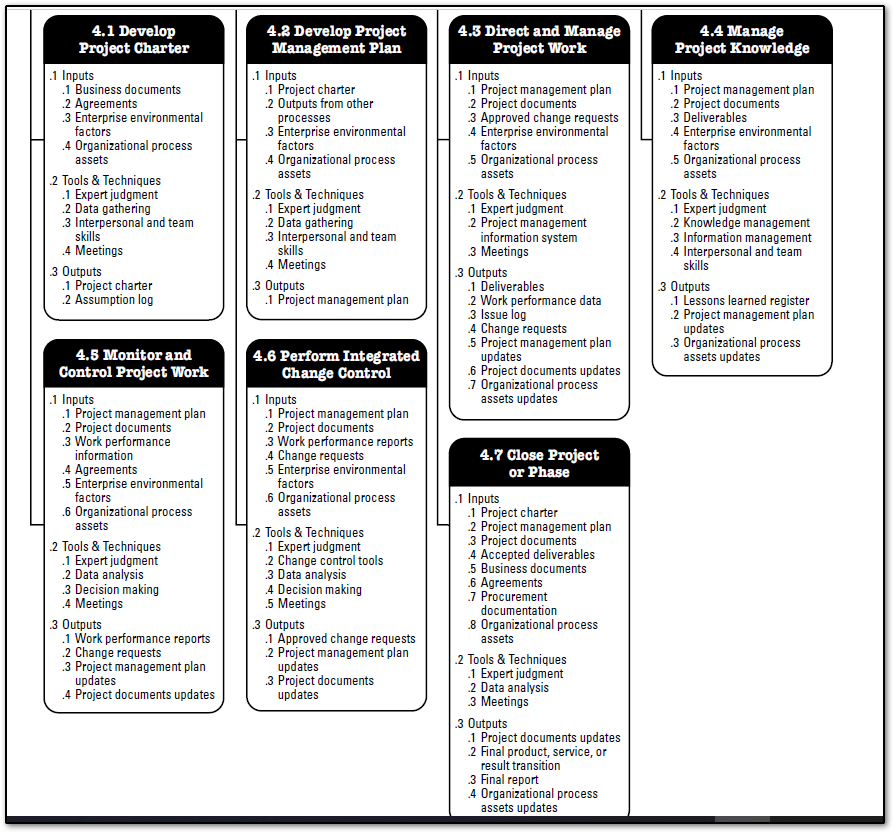 4.1 Develop
Project Charter
.1 Inputs
.1 Business documents
.2 Agreements
.3 Enterprise environmental
factors
.4 Organizational process
assets
.2 Tools & Techniques
.1 Expert judgment
.2 Data gathering
.3 Interpersonal and team
skills
.4 Meetings
.3 Outputs
.1 Project charter
.2 Assumption log
4.2 Develop Project
Management Plan
.1 Inputs
.1 Project charter
.2 Outputs from other
processes
.3 Enterprise environmental
factors
.4 Organizational process
assets
.2 Tools & Techniques
.1 Expert judgment
.2 Data gathering
.3 Interpersonal and team
skills
.4 Meetings
.3 Outputs
.1 Project management plan
4.3 Direct and Manage
Project Work
.1 Inputs
.1 Project management plan
.2 Project documents
.3 Approved change requests
.4 Enterprise environmental
factors
.5 Organizational process
assets
.2 Tools & Techniques
.1 Expert judgment
.2 Project management
information system
.3 Meetings
.3 Outputs
.1 Deliverables
.2 Work performance data
.3 Issue log
.4 Change requests
.5 Project management plan
updates
.6 Project documents updates
.7 Organizational process
assets updates
4.4 Manage
Project Knowledge
.1 Inputs
.1 Project management plan
.2 Project documents
.3 Deliverables
.4 Enterprise environmental
factors
.5 Organizational process
assets
.2 Tools & Techniques
.1 Expert judgment
.2 Knowledge management
.3 Information management
.4 Interpersonal and team
skills
.3 Outputs
.1 Lessons learned register
.2 Project management plan
updates
.3 Organizational process
assets updates
4.5 Monitor and
Control Project Work
.1 Inputs
.1 Project management plan
.2 Project documents
.3 Work performance
information
.4 Agreements
.5 Enterprise environmental
factors
.6 Organizational process
assets
.2 Tools & Techniques
.1 Expert judgment
.2 Data analysis
.3 Decision making
.4 Meetings
.3 Outputs
.1 Work performance reports
.2 Change requests
.3 Project management plan
updates
.4 Project documents updates
4.6 Perform Integrated
Change Control
.1 Inputs
.1 Project management plan
.2 Project documents
.3 Work performance reports
.4 Change requests
.5 Enterprise environmental
factors
.6 Organizational process
assets
.2 Tools & Techniques
.1 Expert judgment
.2 Change control tools
.3 Data analysis
.4 Decision making
.5 Meetings
.3 Outputs
.1 Approved change requests
.2 Project management plan
updates
.3 Project documents
updates
4.7 Close Project
or Phase
.1 Inputs
.1 Project charter
.2 Project management plan
.3 Project documents
.4 Accepted deliverables
.5 Business documents
.6 Agreements
.7 Procurement
documentation
.8 Organizational process
assets
.2 Tools & Techniques
.1 Expert judgment
.2 Data analysis
.3 Meetings
.3 Outputs
.1 Project documents updates
.2 Final product, service, or
result transition
.3 Final report
.4 Organizational process
assets updates